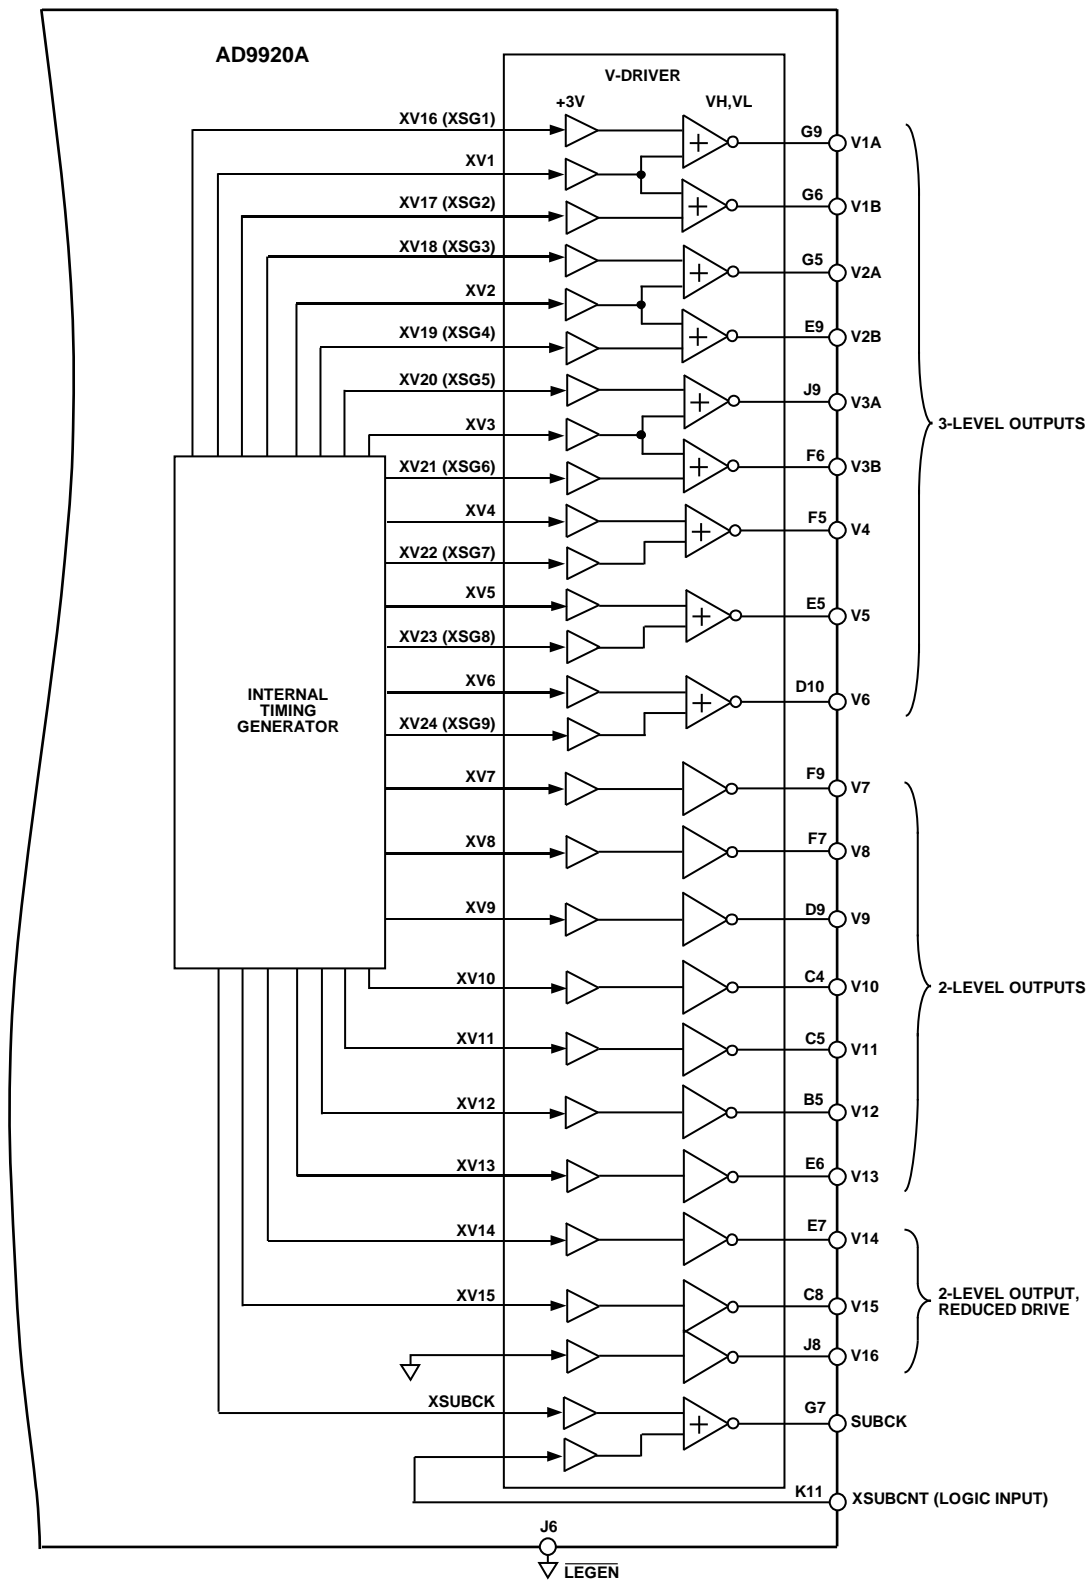 AD9920A
V-DRIVER
+3V
VH,VL
XV16 (XSG1)
G9
V1A
XV1
XV17 (XSG2)
G6
V1B
XV18 (XSG3)
G5
V2A
XV2
XV19 (XSG4)
E9
V2B
XV20 (XSG5)
J9
V3A
XV3
3-LEVEL OUTPUTS
XV21 (XSG6)
F6
V3B
XV4
F5
V4
XV22 (XSG7)
XV5
E5
V5
XV23 (XSG8)
XV6
D10
V6
XV24 (XSG9)
INTERNAL
TIMING
GENERATOR
XV7
F9
V7
XV8
F7
V8
XV9
D9
V9
XV10
C4
V10
2-LEVEL OUTPUTS
XV11
C5
V11
XV12
B5
V12
XV13
E6
V13
XV14
E7
V14
XV15
C8
V15
2-LEVEL OUTPUT,
REDUCED DRIVE
J8
V16
XSUBCK
G7
SUBCK
K11
XSUBCNT (LOGIC INPUT)
J6
LEGEN